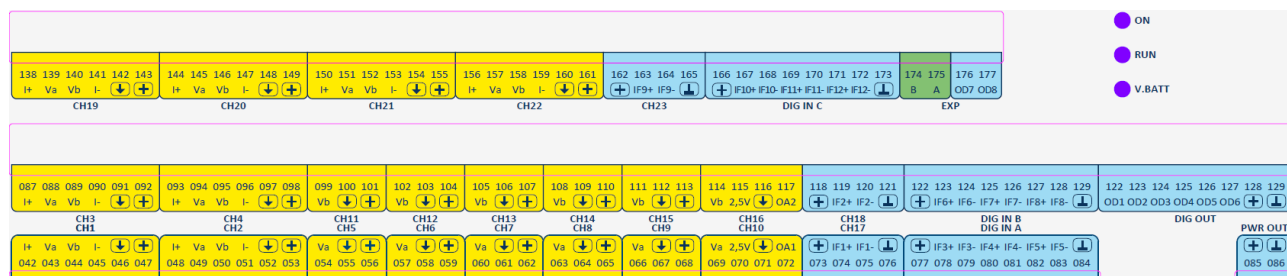 ON
RUN
138 139 140 141 142 143 144 145 146 147 148 149 150 151 152 153 154 155 156 157 158 159 160 161 162 163 164 165 166 167 168 169 170 171 172 173 174 175 176 177
I+ Va Vb I- I+ Va Vb I- I+ Va Vb I- I+ Va Vb I- IF9+ IF9- IF10+ IF10- IF11+ IF11- IF12+ IF12- B A OD7 OD8
V.BATT
CH19 CH20 CH21 CH22 CH23 DIG IN C EXP
087 088 089 090 091 092 093 094 095 096 097 098 099 100 101 102 103 104 105 106 107 108 109 110 111 112 113 114 115 116 117 118 119 120 121 122 123 124 125 126 127 128 129 122 123 124 125 126 127 128 129
I+ Va Vb I- I+ Va Vb I- Vb Vb Vb Vb Vb Vb 2,5V OA2 IF2+ IF2- IF6+ IF6- IF7+ IF7- IF8+ IF8- OD1 OD2 OD3 OD4 OD5 OD6
CH3 CH4 CH11 CH12 CH13 CH14 CH15 CH16 CH18 DIG IN B DIG OUT
CH1 CH2 CH5 CH6 CH7 CH8 CH9 CH10 CH17 DIG IN A PWR OUT
I+ Va Vb I- I+ Va Vb I- Va Va Va Va Va Va 2,5V OA1 IF1+ IF1- IF3+ IF3- IF4+ IF4- IF5+ IF5-
042 043 044 045 046 047 048 049 050 051 052 053 054 055 056 057 058 059 060 061 062 063 064 065 066 067 068 069 070 071 072 073 074 075 076 077 078 079 080 081 082 083 084 085 086